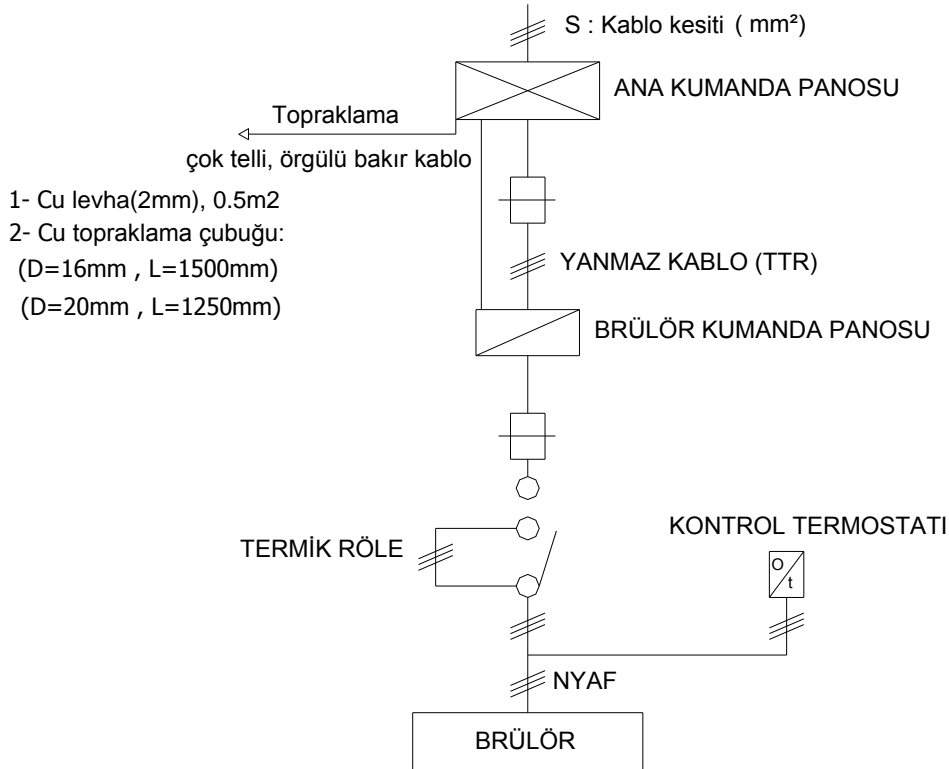 S : Kablo kesiti ( mm²)
ANA KUMANDA PANOSU
Topraklama
çok telli, örgülü bakır kablo
1- Cu levha(2mm), 0.5m2
2- Cu topraklama çubuğu:
(D=16mm , L=1500mm)
(D=20mm , L=1250mm)
YANMAZ KABLO (TTR)
BRÜLÖR KUMANDA PANOSU
TERMİK RÖLE
KONTROL TERMOSTATI
O
t
NYAF
BRÜLÖR